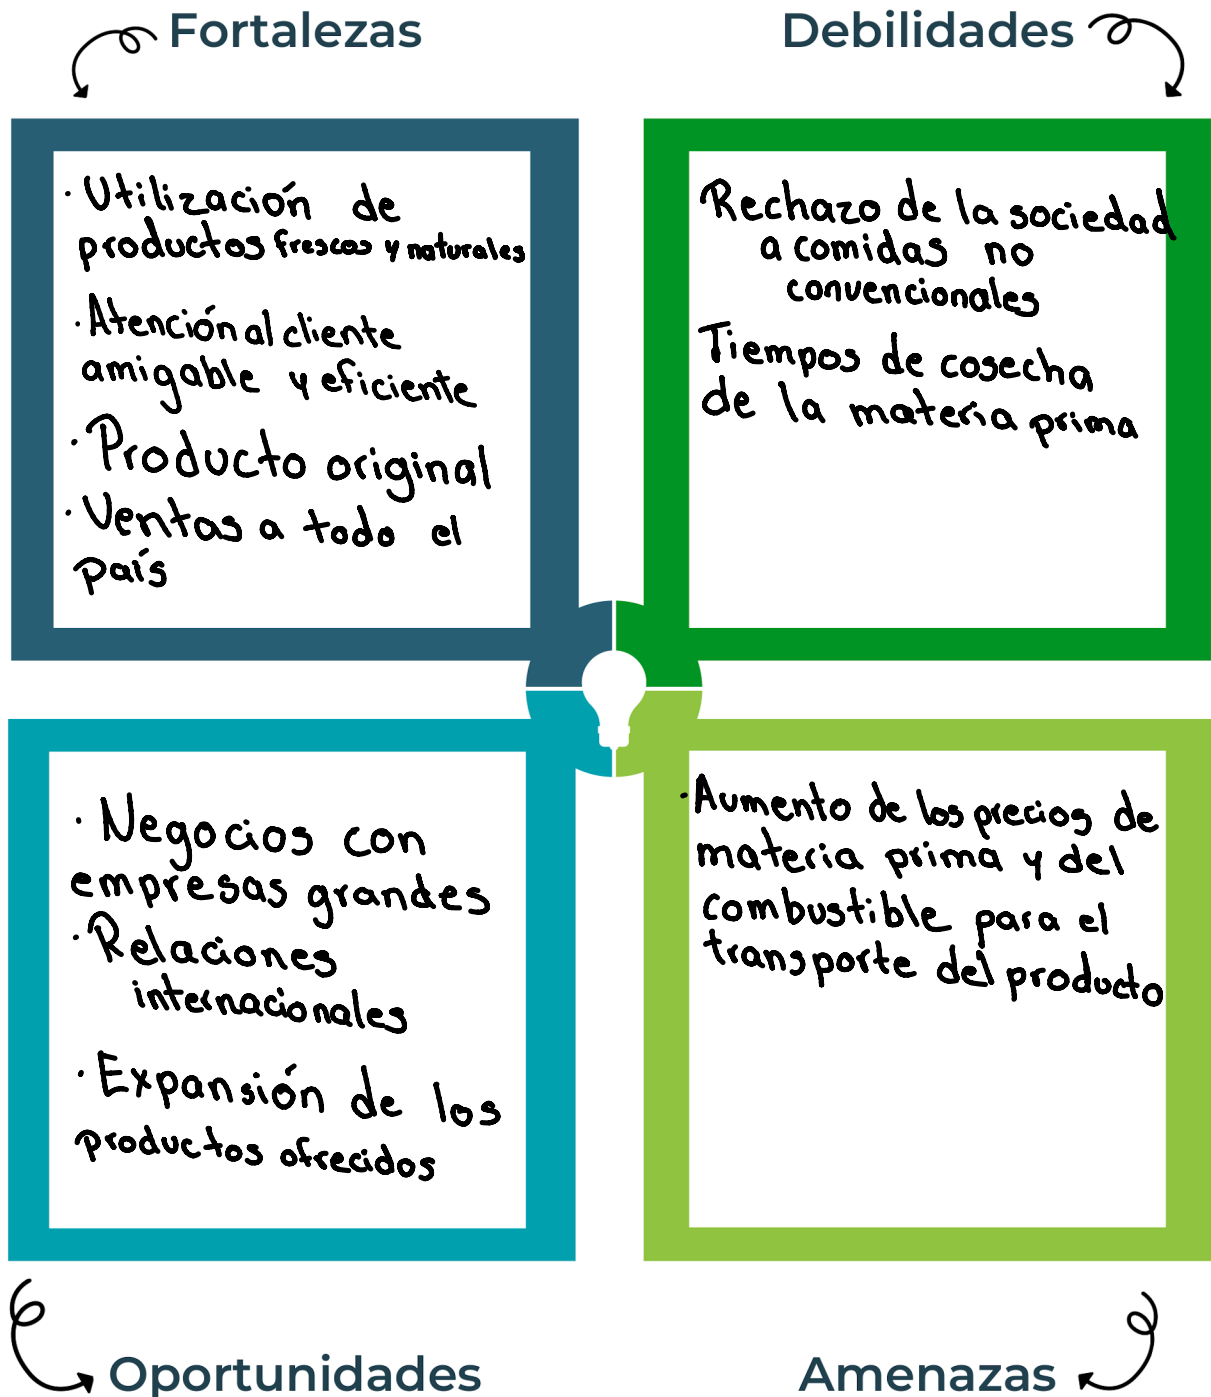 Fortalezas
· Utilización de
productos frescos y naturales
· Atención al cliente
amigable y eficiente
· Producto original
· Ventas a todo el
país
Debilidades
Rechazo de la sociedad
a comidas no
convencionales
Tiempos de cosecha
de la materia prima
· Negocios con
empresas grandes
· Relaciones
internacionales
· Expansión de los
productos ofrecidos
Oportunidades
· Aumento de los precios de
materia prima y del
combustible para el
transporte del producto
Amenazas